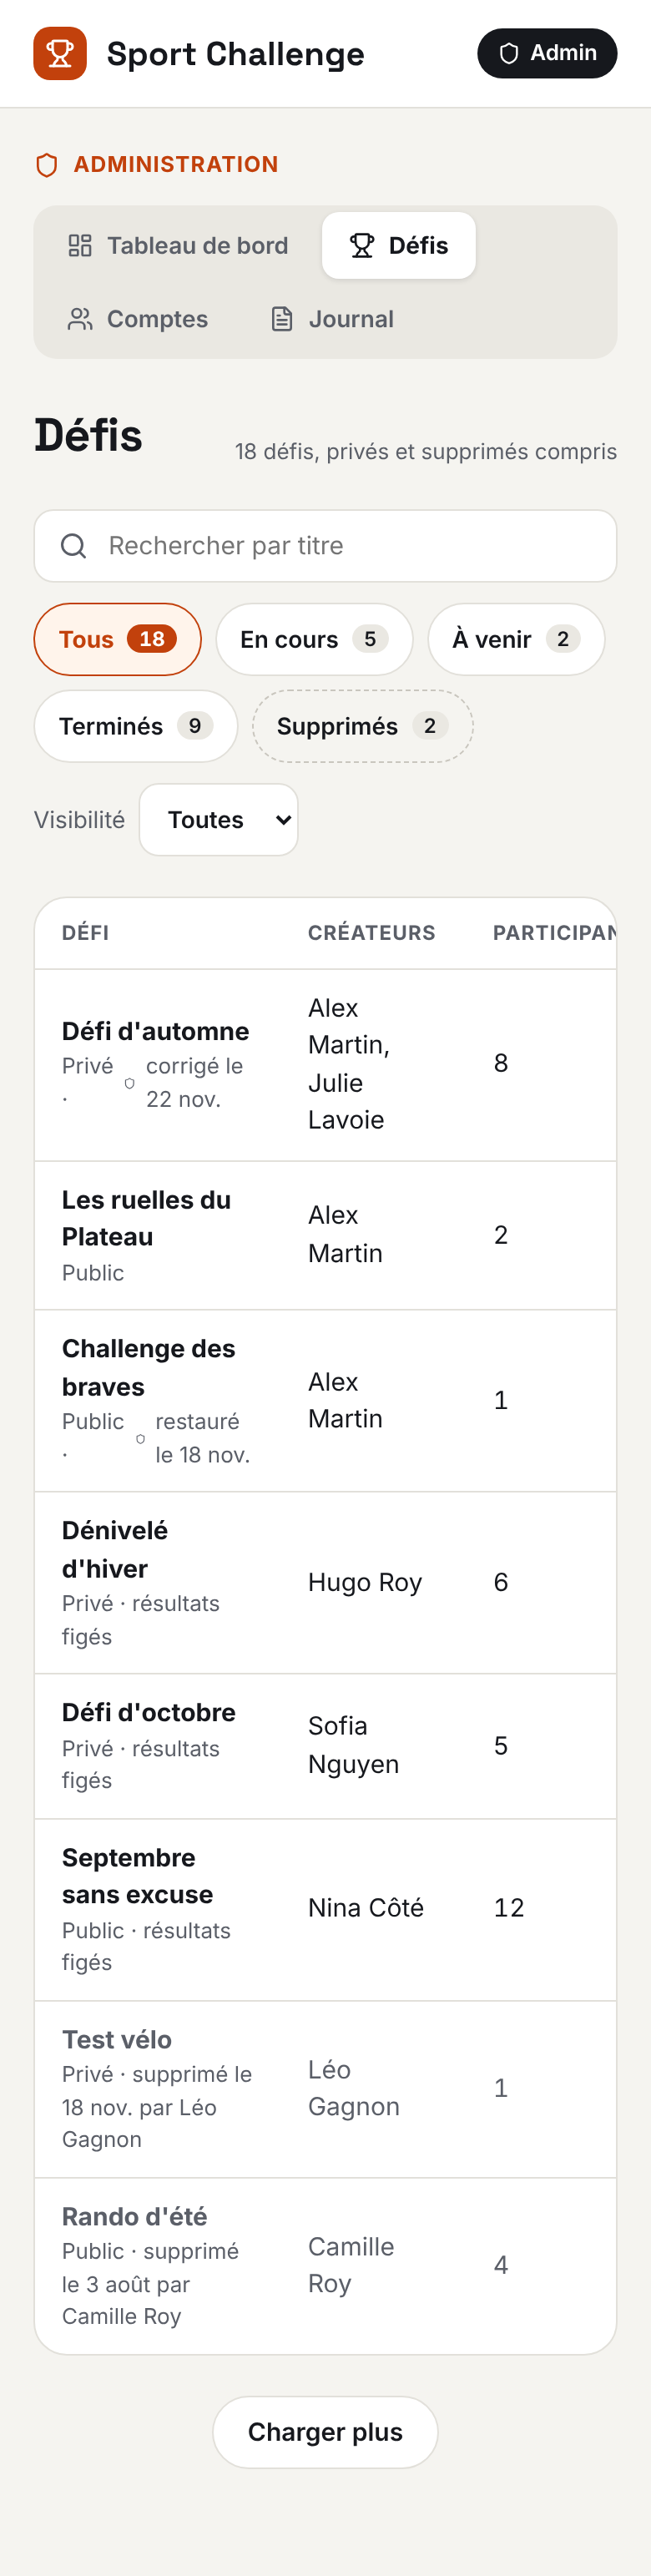 Sport Challenge
Admin
ADMINISTRATION
Tableau de bord
Défis
Comptes
Journal
Défis
18 défis, privés et supprimés compris
Rechercher par titre
Tous 18
En cours 5
À venir 2
Terminés 9
Supprimés 2
Visibilité
Toutes
DÉFI
CRÉATEURS
PARTICIPAN
Défi d'automne
Privé ·
corrigé le
22 nov.
Alex
Martin,
Julie
Lavoie
8
Les ruelles du
Plateau
Public
Alex
Martin
2
Challenge des
braves
Public ·
restauré
le 18 nov.
Alex
Martin
1
Dénivelé
d'hiver
Privé · résultats
figés
Hugo Roy
6
Défi d'octobre
Privé · résultats
figés
Sofia
Nguyen
5
Septembre
sans excuse
Public · résultats
figés
Nina Côté
12
Test vélo
Privé · supprimé le
18 nov. par Léo
Gagnon
Léo
Gagnon
1
Rando d'été
Public · supprimé
le 3 août par
Camille Roy
Camille
Roy
4
Charger plus